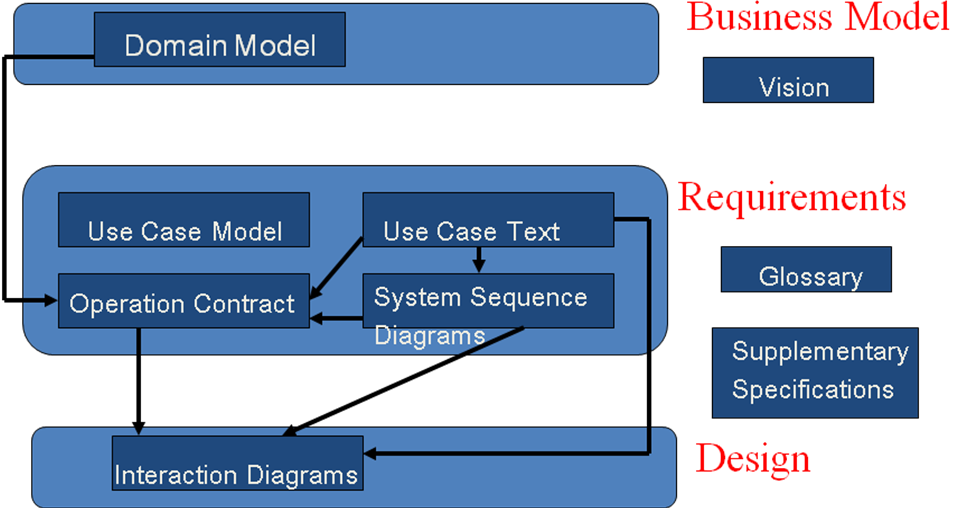 Business Model
Domain Model
Vision
Requirements
Use Case Model
Use Case Text
Glossary
Operation Contract
System Sequence
Diagrams
Supplementary
Specifications
Design
Interaction Diagrams